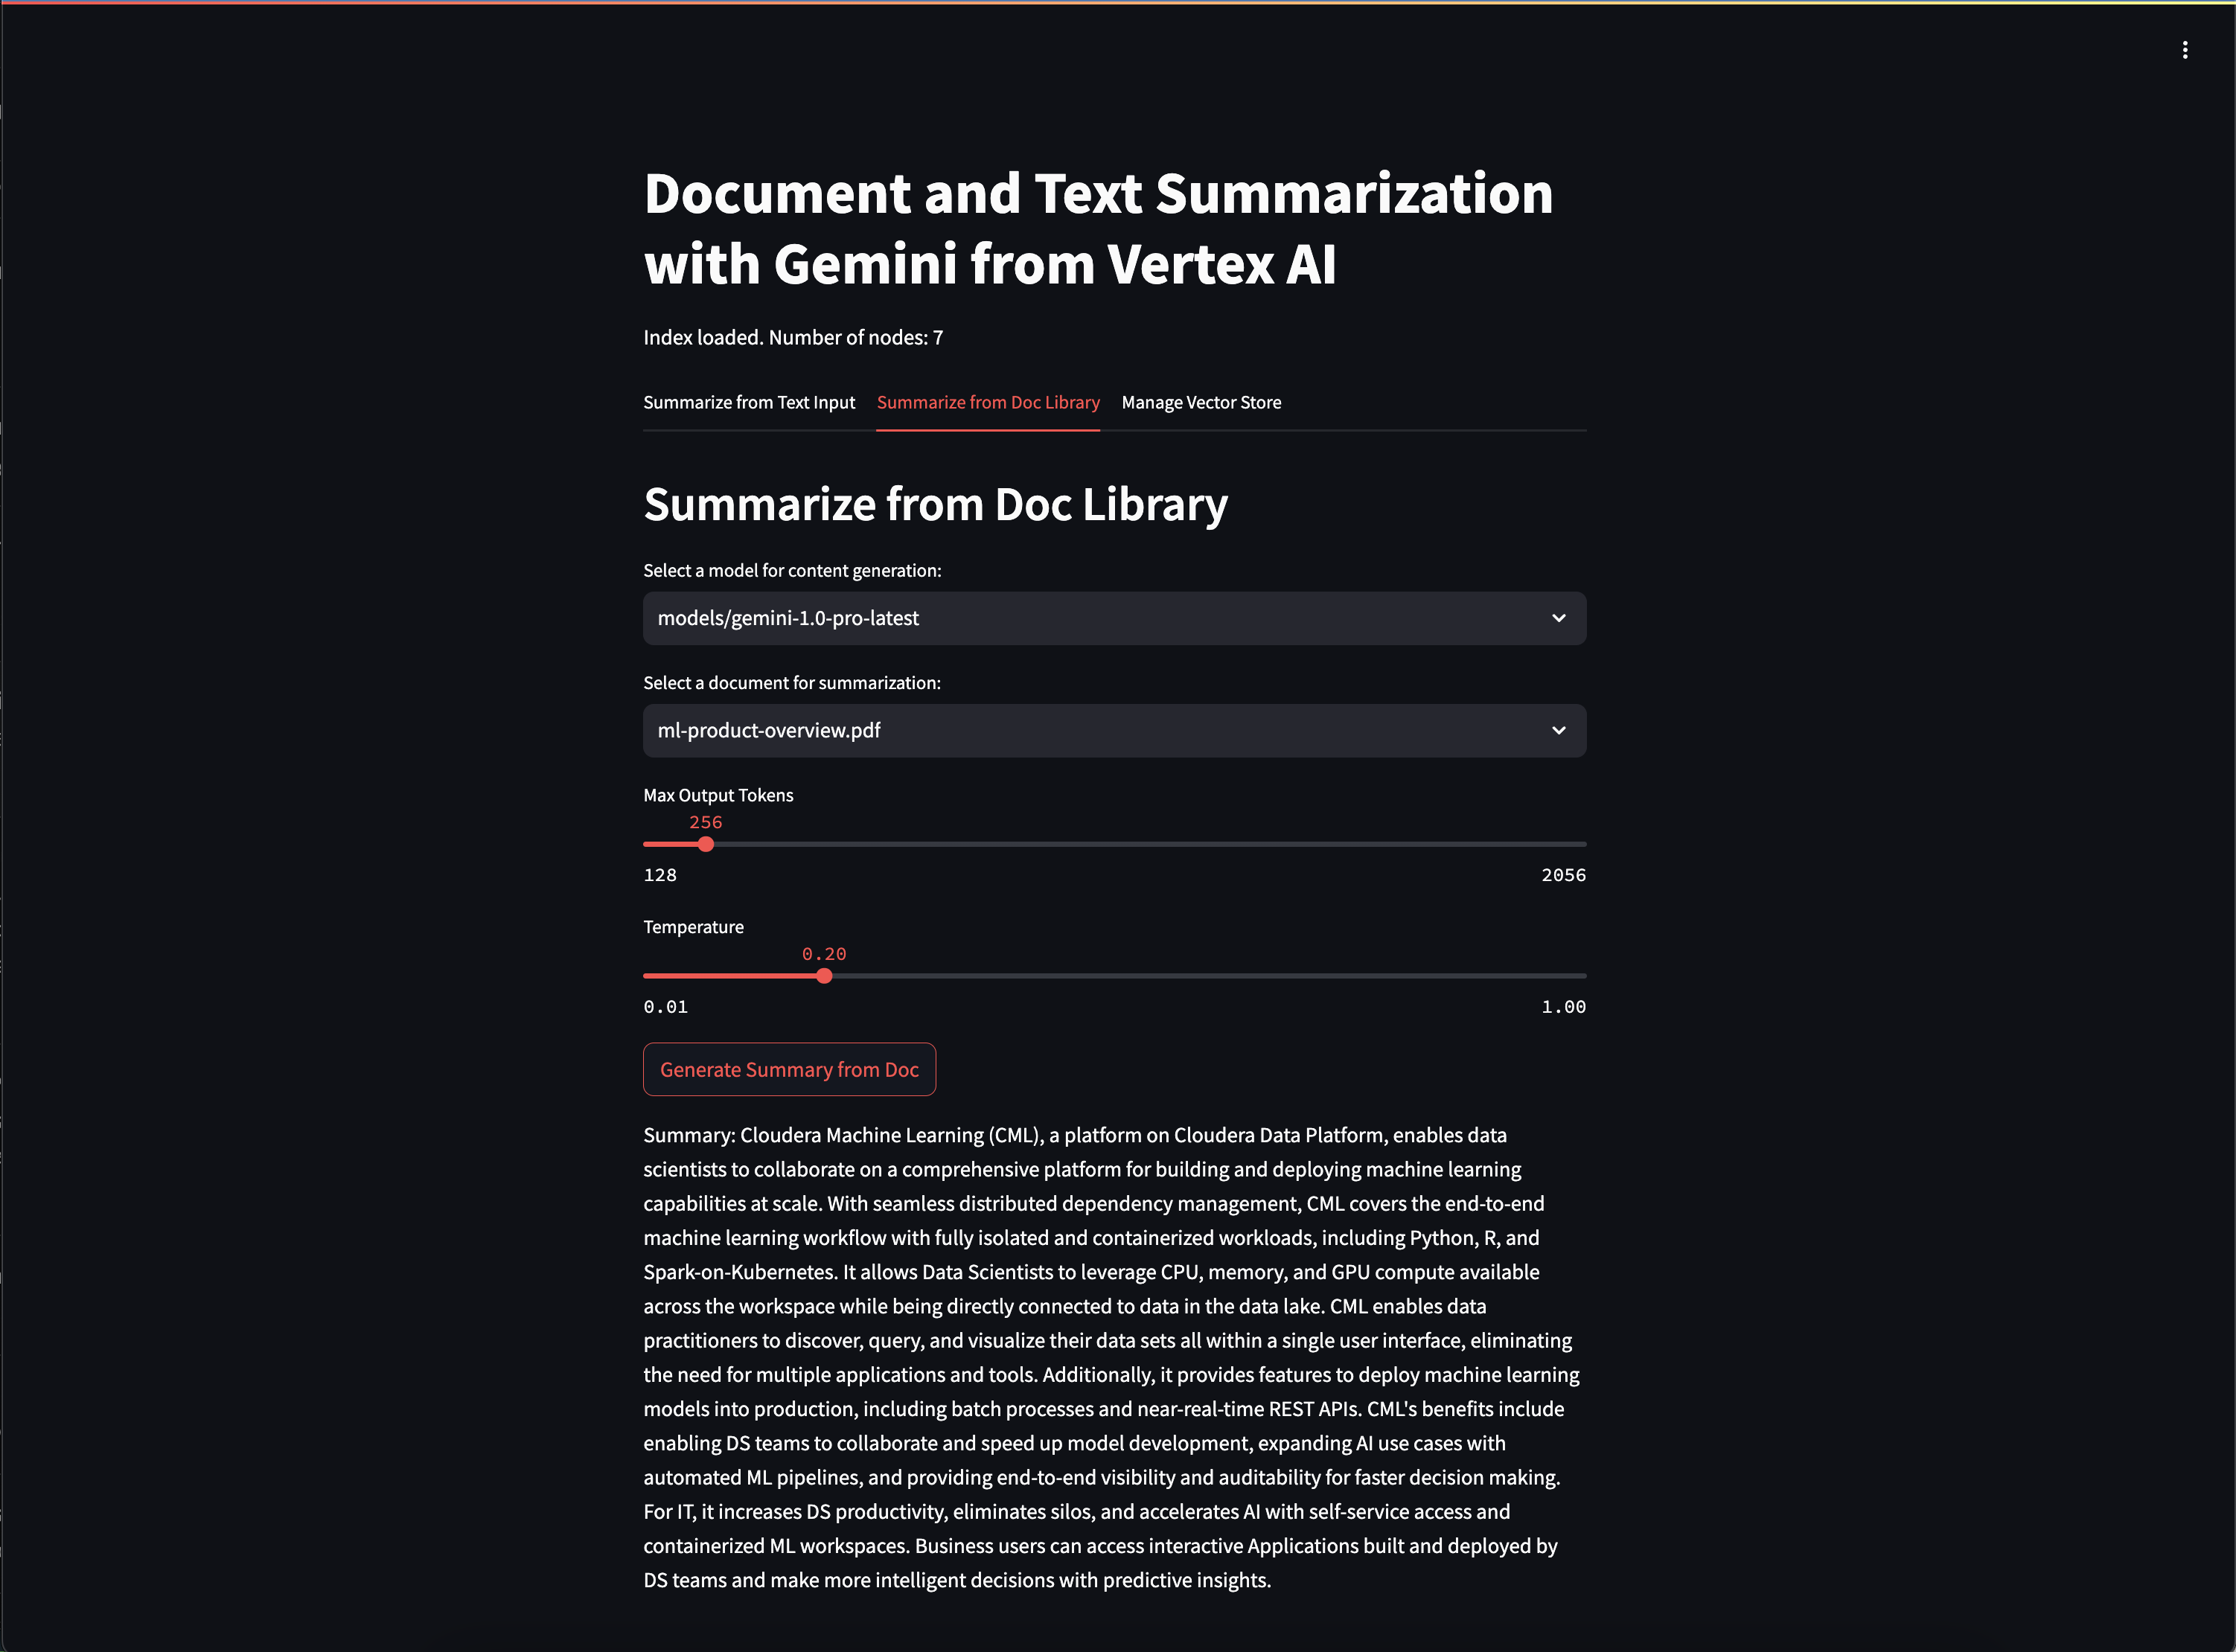 Document and Text Summarization
with Gemini from Vertex AI
Index loaded. Number of nodes: 7
Summarize from Text Input Summarize from Doc Library Manage Vector Store
Summarize from Doc Library
Select a model for content generation:
models/gemini-1.0-pro-latest
Select a document for summarization:
ml-product-overview.pdf
Max Output Tokens
256
128 2056
Temperature
0.20
0.01 1.00
Generate Summary from Doc
Summary: Cloudera Machine Learning (CML), a platform on Cloudera Data Platform, enables data
scientists to collaborate on a comprehensive platform for building and deploying machine learning
capabilities at scale. With seamless distributed dependency management, CML covers the end-to-end
machine learning workflow with fully isolated and containerized workloads, including Python, R, and
Spark-on-Kubernetes. It allows Data Scientists to leverage CPU, memory, and GPU compute available
across the workspace while being directly connected to data in the data lake. CML enables data
practitioners to discover, query, and visualize their data sets all within a single user interface, eliminating
the need for multiple applications and tools. Additionally, it provides features to deploy machine learning
models into production, including batch processes and near-real-time REST APIs. CML's benefits include
enabling DS teams to collaborate and speed up model development, expanding AI use cases with
automated ML pipelines, and providing end-to-end visibility and auditability for faster decision making.
For IT, it increases DS productivity, eliminates silos, and accelerates AI with self-service access and
containerized ML workspaces. Business users can access interactive Applications built and deployed by
DS teams and make more intelligent decisions with predictive insights.